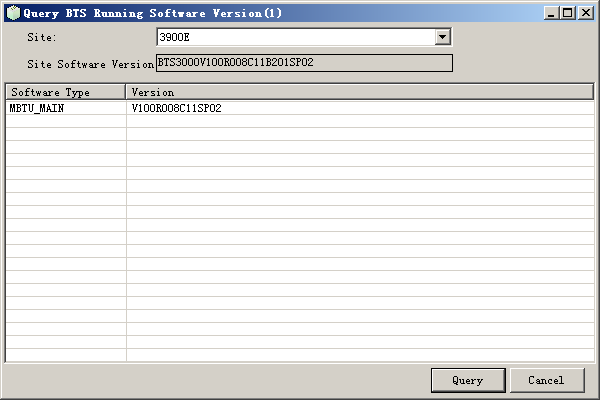 Query BTS Running Software Version(1)
Site: 3900E
Site Software Version BTS3000V100R008C11B201SP02
Software Type Version
MBTU_MAIN V100R008C11SP02
Query Cancel